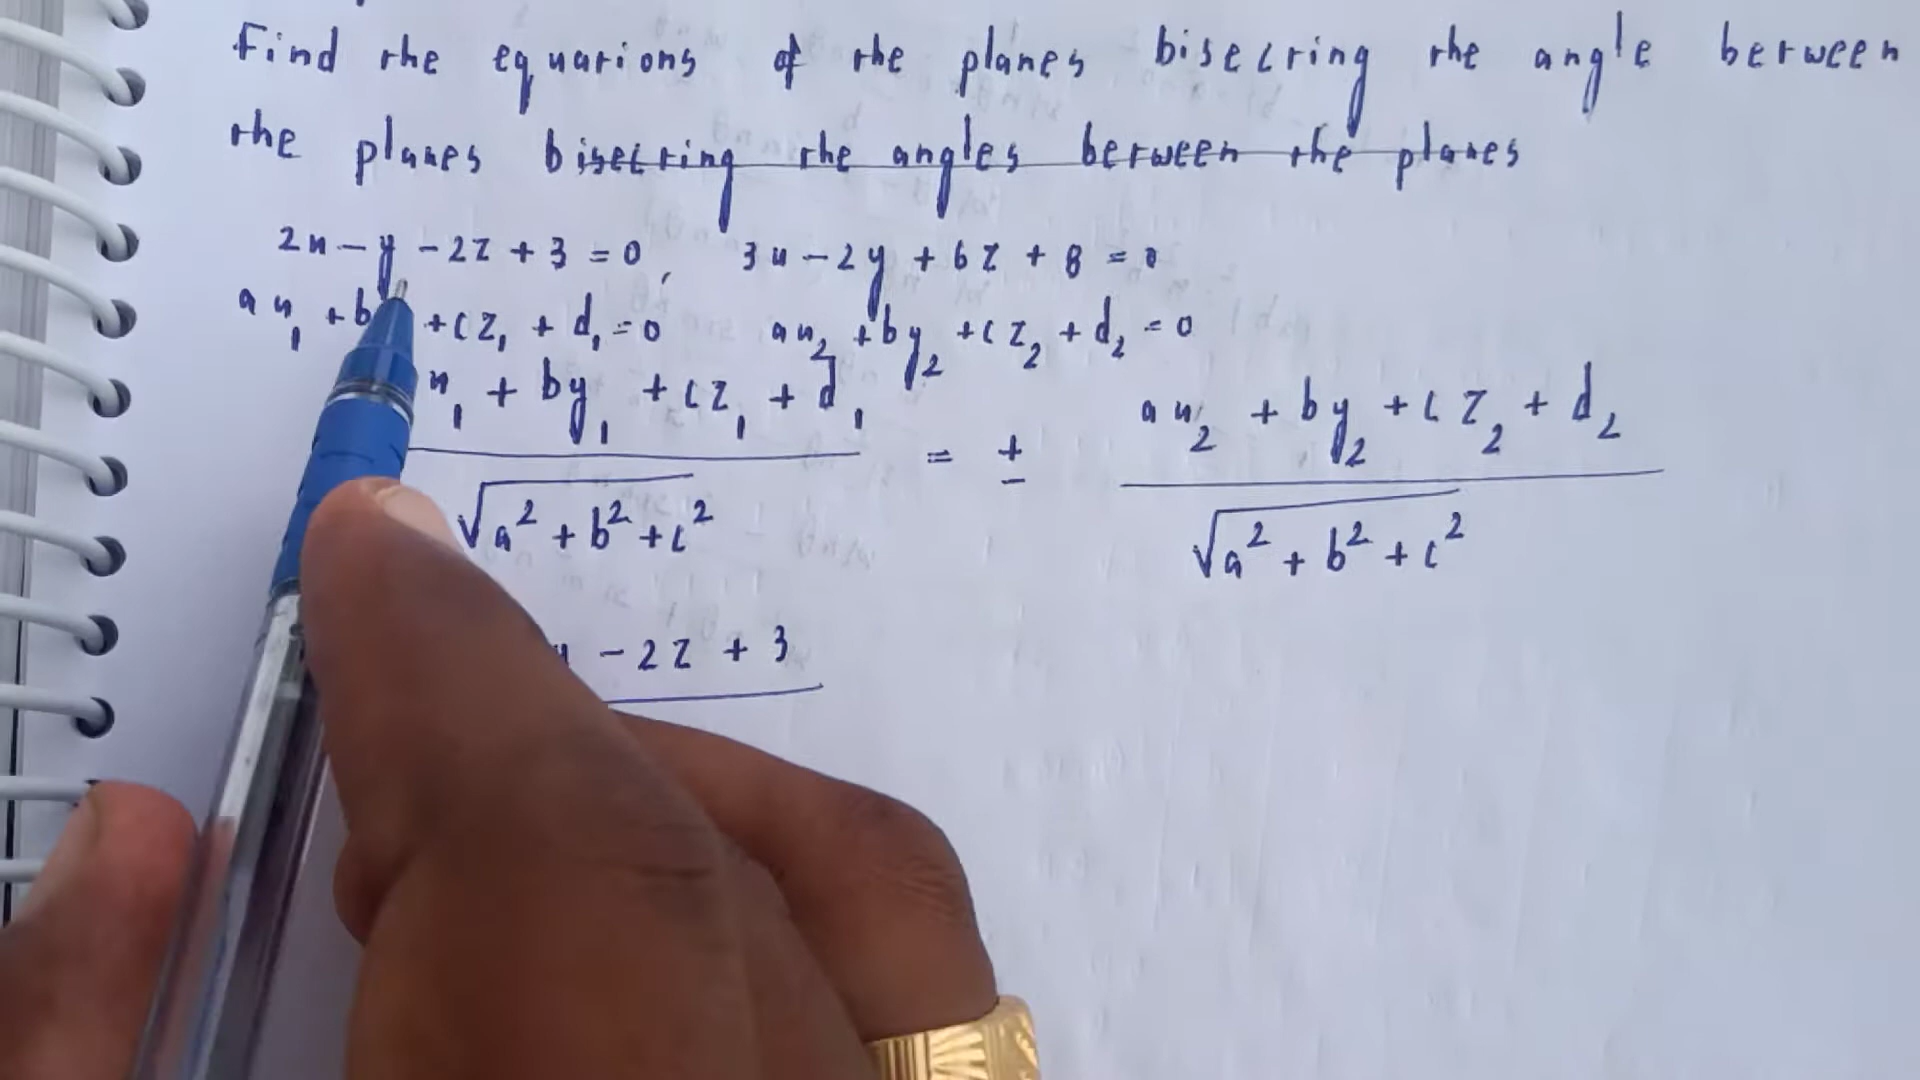 Find the equations of the planes bisecting the angle between
the planes bisecting the angles between the planes
2x - y - 2z + 3 = 0, 3x - 2y + 6z + 8 = 0
ax₁ + b + cz₁ + d₁ = 0 ax₂ + by₂ + cz₂ + d₂ = 0
x₁ + by₁ + cz₁ + d₁ = ± ax₂ + by₂ + cz₂ + d₂
√a² + b² + c² √a² + b² + c²
- 2z + 3